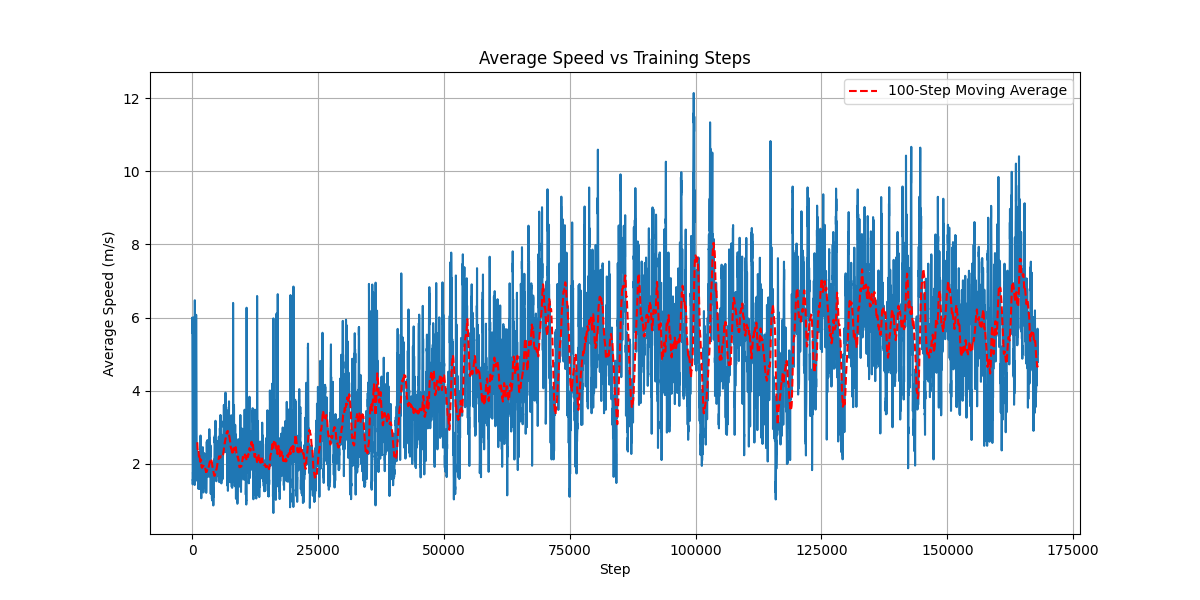 Average Speed vs Training Steps
100-Step Moving Average
12
10
8
6
4
2
Average Speed (m/s)
0 25000 50000 75000 100000 125000 150000 175000
Step